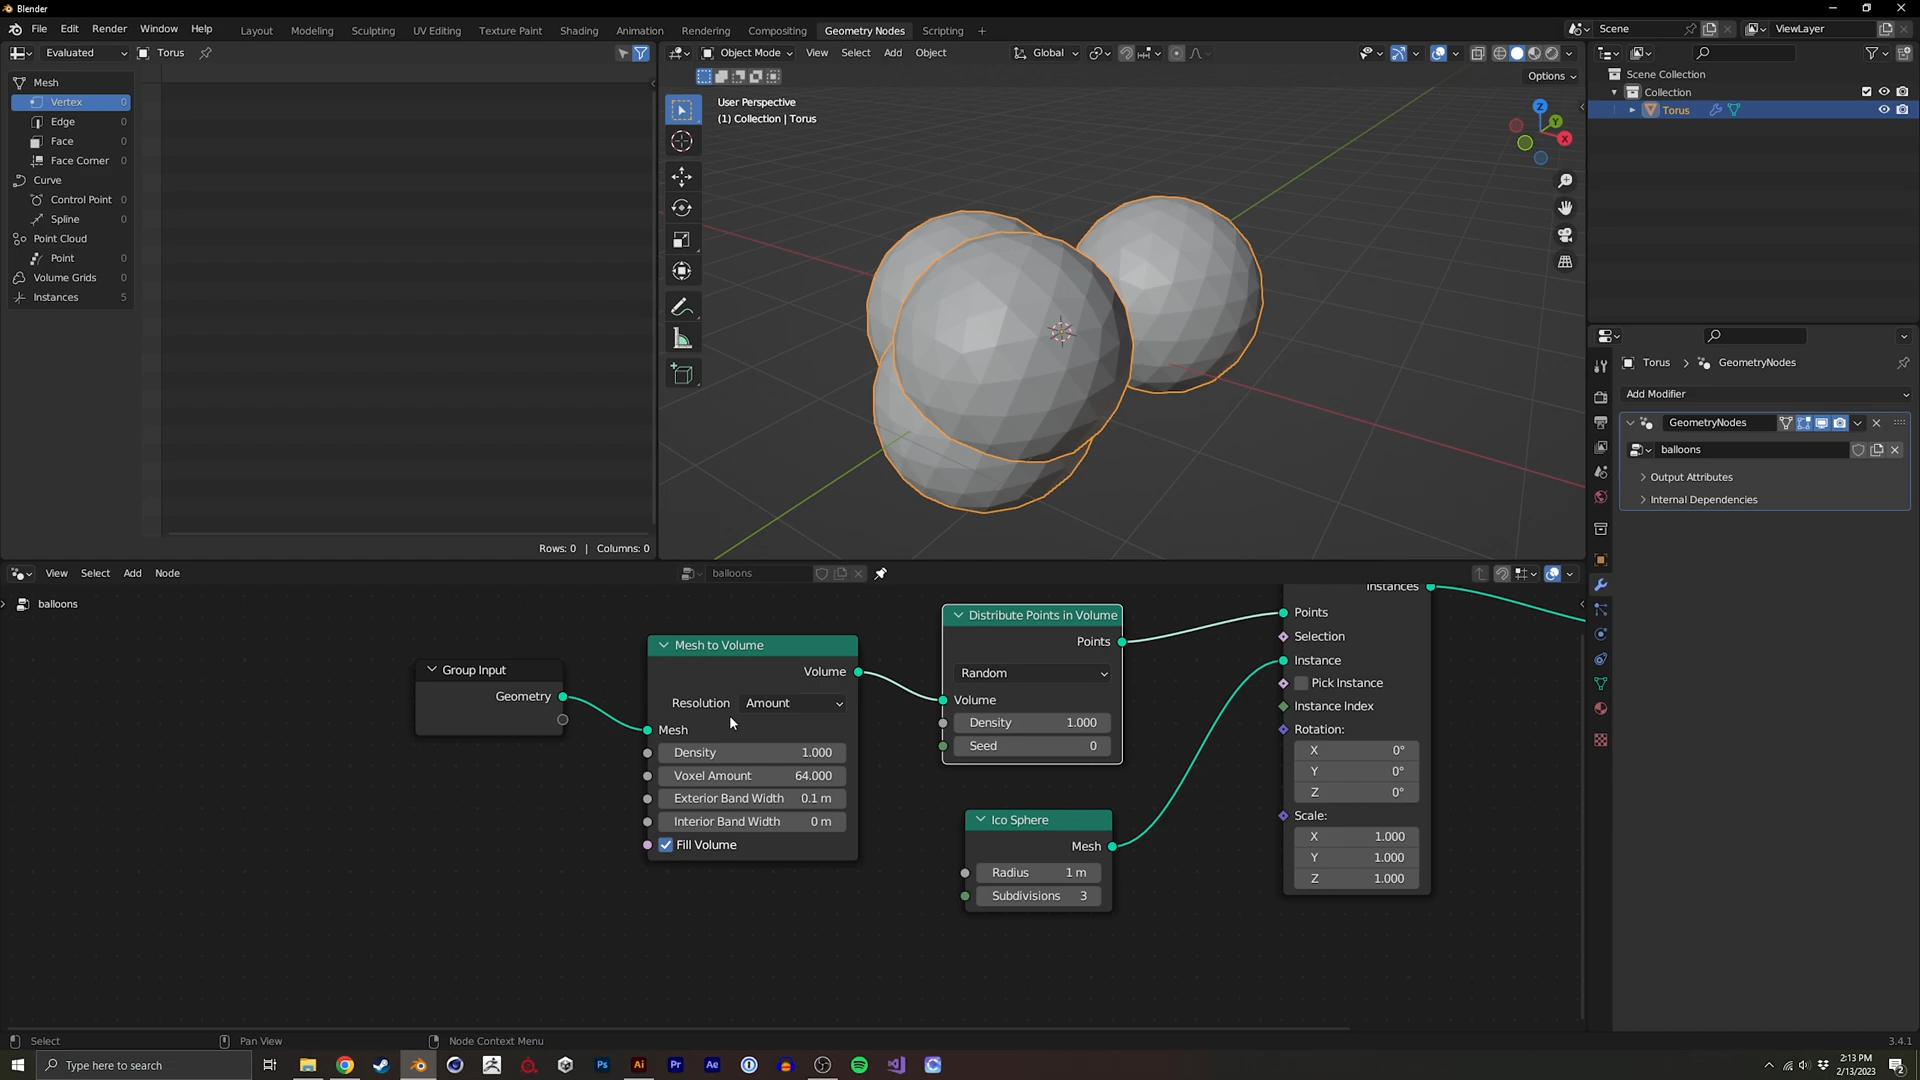 Blender
File Edit Render Window Help
Layout Modeling Sculpting UV Editing Texture Paint Shading Animation Rendering Compositing Geometry Nodes Scripting +
Scene
ViewLayer
Evaluated
Torus
Object Mode View Select Add Object
Global
Options
Mesh
Vertex 0
Edge 0
Face 0
Face Corner 0
Curve
Control Point 0
Spline 0
Point Cloud
Point 0
Volume Grids
Instances 5
Rows: 0 | Columns: 0
User Perspective
(1) Collection | Torus
Z
Y
X
Scene Collection
Collection
Torus
Torus > GeometryNodes
Add Modifier
GeometryNodes
balloons
Output Attributes
Internal Dependencies
View Select Add Node
balloons
balloons
Group Input
Geometry
Mesh to Volume
Volume
Resolution Amount
Mesh
Density 1.000
Voxel Amount 64.000
Exterior Band Width 0.1 m
Interior Band Width 0 m
Fill Volume
Distribute Points in Volume
Points
Random
Volume
Density 1.000
Seed 0
Ico Sphere
Mesh
Radius 1 m
Subdivisions 3
Instances
Points
Selection
Instance
Pick Instance
Instance Index
Rotation:
X 0°
Y 0°
Z 0°
Scale:
X 1.000
Y 1.000
Z 1.000
Select
Pan View
Node Context Menu
3.4.1
Type here to search
Ps
Ai
Pr
Ae
2:13 PM
2/13/2023
2